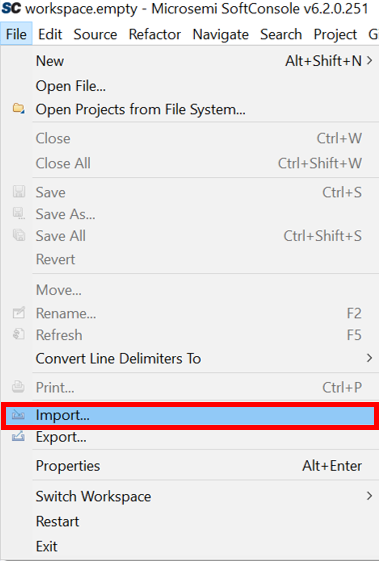 SC workspace.empty - Microsemi SoftConsole v6.2.0.251
File Edit Source Refactor Navigate Search Project G
New Alt+Shift+N >
Open File...
Open Projects from File System...
Close Ctrl+W
Close All Ctrl+Shift+W
Save Ctrl+S
Save As...
Save All Ctrl+Shift+S
Revert
Move...
Rename... F2
Refresh F5
Convert Line Delimiters To >
Print... Ctrl+P
Import...
Export...
Properties Alt+Enter
Switch Workspace >
Restart
Exit